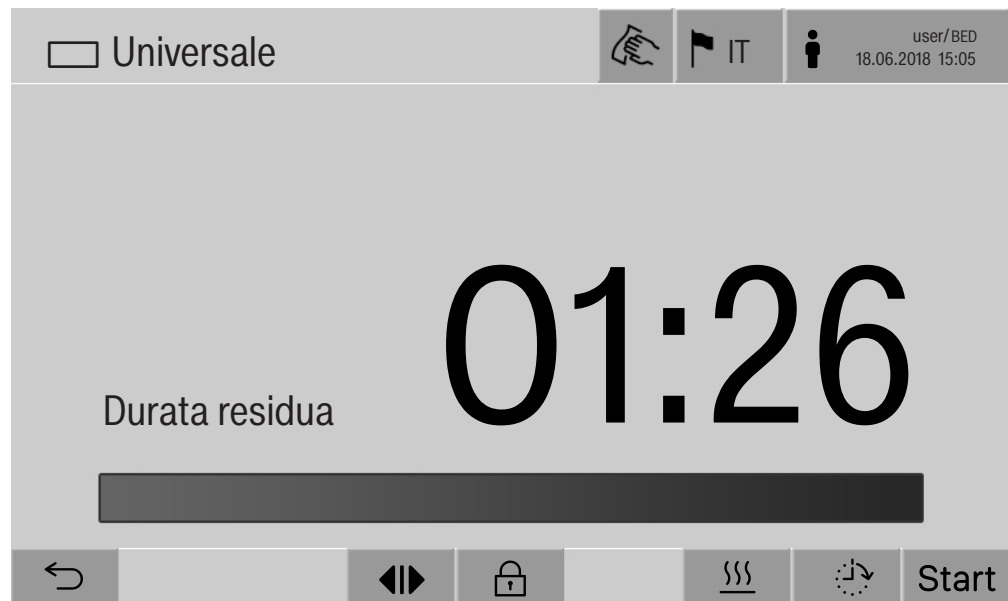 Universale
IT
user/BED
18.06.2018 15:05
01:26
Durata residua
Start